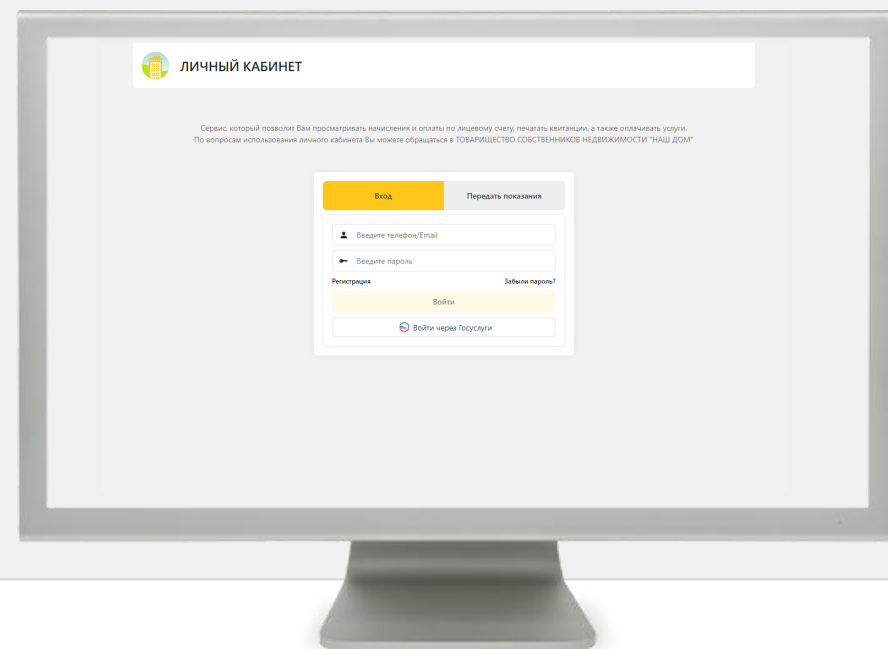 ЛИЧНЫЙ КАБИНЕТ
Сервис, который позволит Вам просматривать начисления и оплаты по лицевому счету, печатать квитанции, а также оплачивать услуги.
По вопросам использования личного кабинета Вы можете обращаться в ТОВАРИЩЕСТВО СОБСТВЕННИКОВ НЕДВИЖИМОСТИ "НАШ ДОМ"
Вход
Передать показания
Введите телефон/Email
Введите пароль
Регистрация
Забыли пароль?
Войти
Войти через Госуслуги